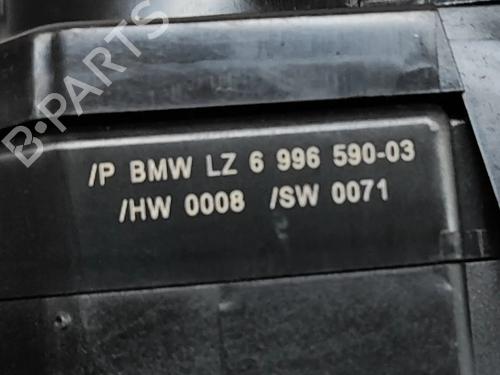 B-PARTS
/P BMW LZ 6 996 590-03
/HW 0008 /SW 0071